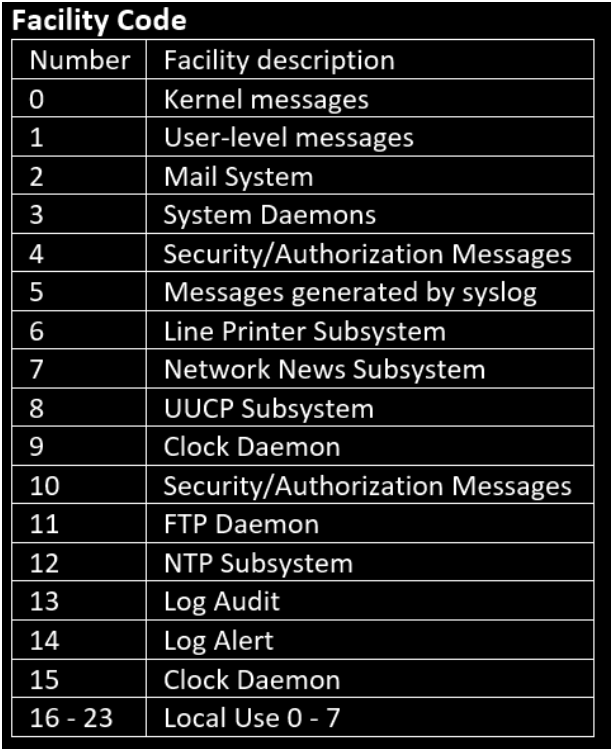 Facility Code
Number Facility description
0 Kernel messages
1 User-level messages
2 Mail System
3 System Daemons
4 Security/Authorization Messages
5 Messages generated by syslog
6 Line Printer Subsystem
7 Network News Subsystem
8 UUCP Subsystem
9 Clock Daemon
10 Security/Authorization Messages
11 FTP Daemon
12 NTP Subsystem
13 Log Audit
14 Log Alert
15 Clock Daemon
16 - 23 Local Use 0 - 7